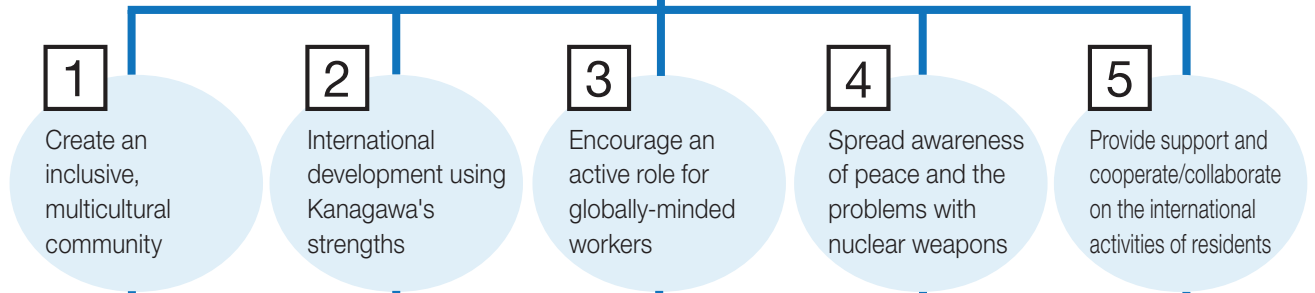 1
Create an
inclusive,
multicultural
community
2
International
development using
Kanagawa's
strengths
3
Encourage an
active role for
globally-minded
workers
4
Spread awareness
of peace and the
problems with
nuclear weapons
5
Provide support and
cooperate/collaborate
on the international
activities of residents